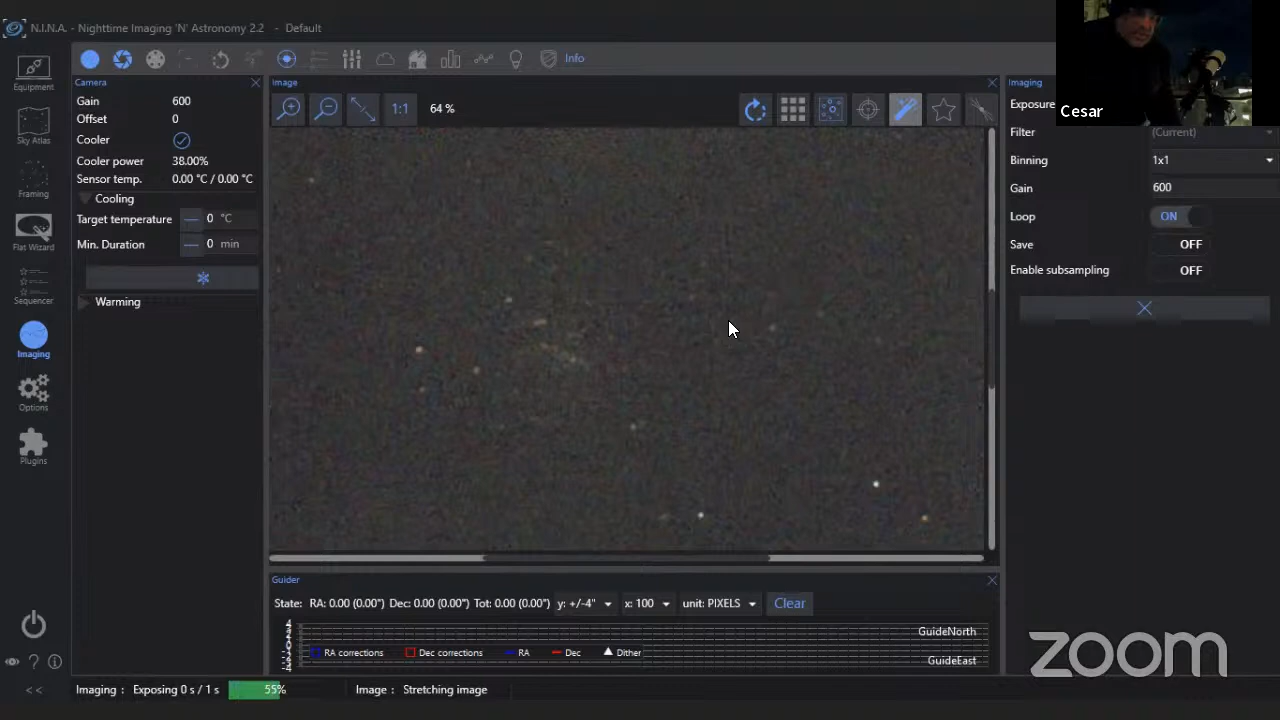 N.I.N.A. - Nighttime Imaging 'N' Astronomy 2.2 - Default
Info
Equipment
Sky Atlas
Framing
Flat Wizard
Sequencer
Imaging
Options
Plugins
<<
Camera
Gain 600
Offset 0
Cooler
Cooler power 38.00%
Sensor temp. 0.00 °C / 0.00 °C
Cooling
Target temperature 0 °C
Min. Duration 0 min
Warming
Image
1:1 64 %
Imaging
Exposure
Filter (Current)
Binning 1x1
Gain 600
Loop ON
Save OFF
Enable subsampling OFF
Cesar
Guider
State: RA: 0.00 (0.00") Dec: 0.00 (0.00") Tot: 0.00 (0.00") y: +/-4" x: 100 unit: PIXELS Clear
GuideNorth
RA corrections Dec corrections RA Dec Dither
GuideEast
Imaging : Exposing 0 s / 1 s 55% Image : Stretching image
zoom